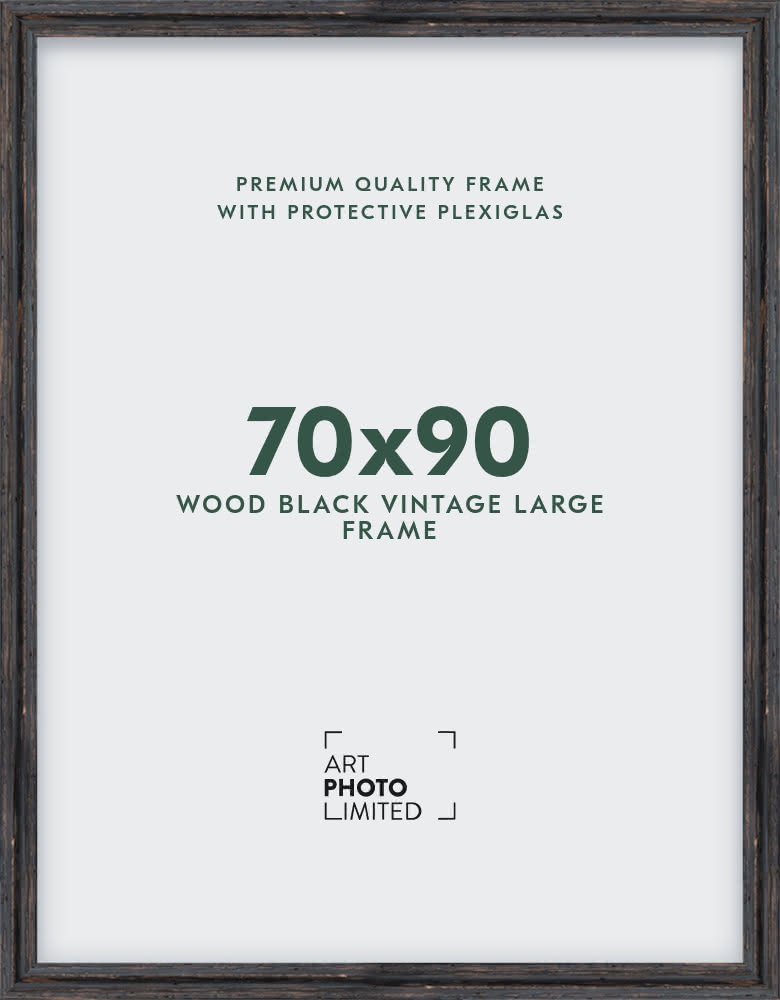 PREMIUM QUALITY FRAME
WITH PROTECTIVE PLEXIGLAS
70x90
WOOD BLACK VINTAGE LARGE
FRAME
ART
PHOTO
LIMITED